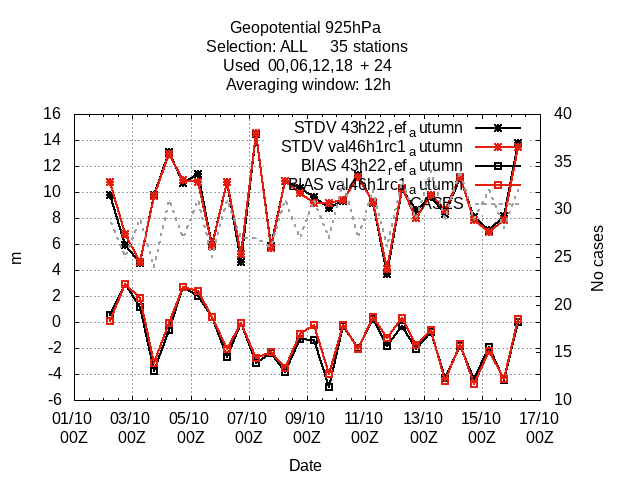 Geopotential 925hPa
Selection: ALL     35 stations
Used  00,06,12,18  + 24
Averaging window: 12h
STDV 43h22_ref_autumn
STDV val46h1rc1_autumn
BIAS 43h22_ref_autumn
BIAS val46h1rc1_autumn
CASES
16
14
12
10
8
6
4
2
0
-2
-4
-6
m
40
35
30
25
20
15
10
No cases
01/10 03/10 05/10 07/10 09/10 11/10 13/10 15/10 17/10
00Z 00Z 00Z 00Z 00Z 00Z 00Z 00Z 00Z
Date